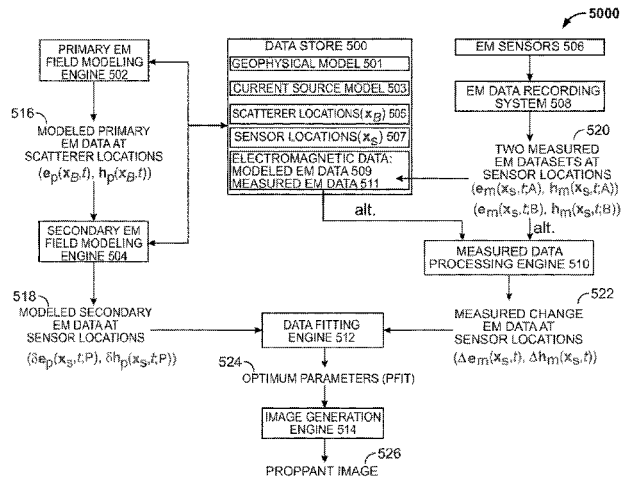 5000
PRIMARY EM
FIELD MODELING
ENGINE 502
516
MODELED PRIMARY
EM DATA AT
SCATTERER LOCATIONS
(eₚ(x_B,t), hₚ(x_B,t))
SECONDARY EM
FIELD MODELING
ENGINE 504
518
MODELED SECONDARY
EM DATA AT
SENSOR LOCATIONS
(δeₚ(xₛ,t;P), δhₚ(xₛ,t;P))
DATA STORE 500
GEOPHYSICAL MODEL 501
CURRENT SOURCE MODEL 503
SCATTERER LOCATIONS(x_B) 505
SENSOR LOCATIONS(xₛ) 507
ELECTROMAGNETIC DATA:
MODELED EM DATA 509
MEASURED EM DATA 511
alt.
EM SENSORS 506
EM DATA RECORDING
SYSTEM 508
520
TWO MEASURED
EM DATASETS AT
SENSOR LOCATIONS
(eₘ(xₛ,t;A), hₘ(xₛ,t;A))
(eₘ(xₛ,t;B), hₘ(xₛ,t;B))
alt.
MEASURED DATA
PROCESSING ENGINE 510
522
MEASURED CHANGE
EM DATA AT
SENSOR LOCATIONS
(Δeₘ(xₛ,t), Δhₘ(xₛ,t))
DATA FITTING
ENGINE 512
524
OPTIMUM PARAMETERS (PFIT)
IMAGE GENERATION
ENGINE 514
526
PROPPANT IMAGE